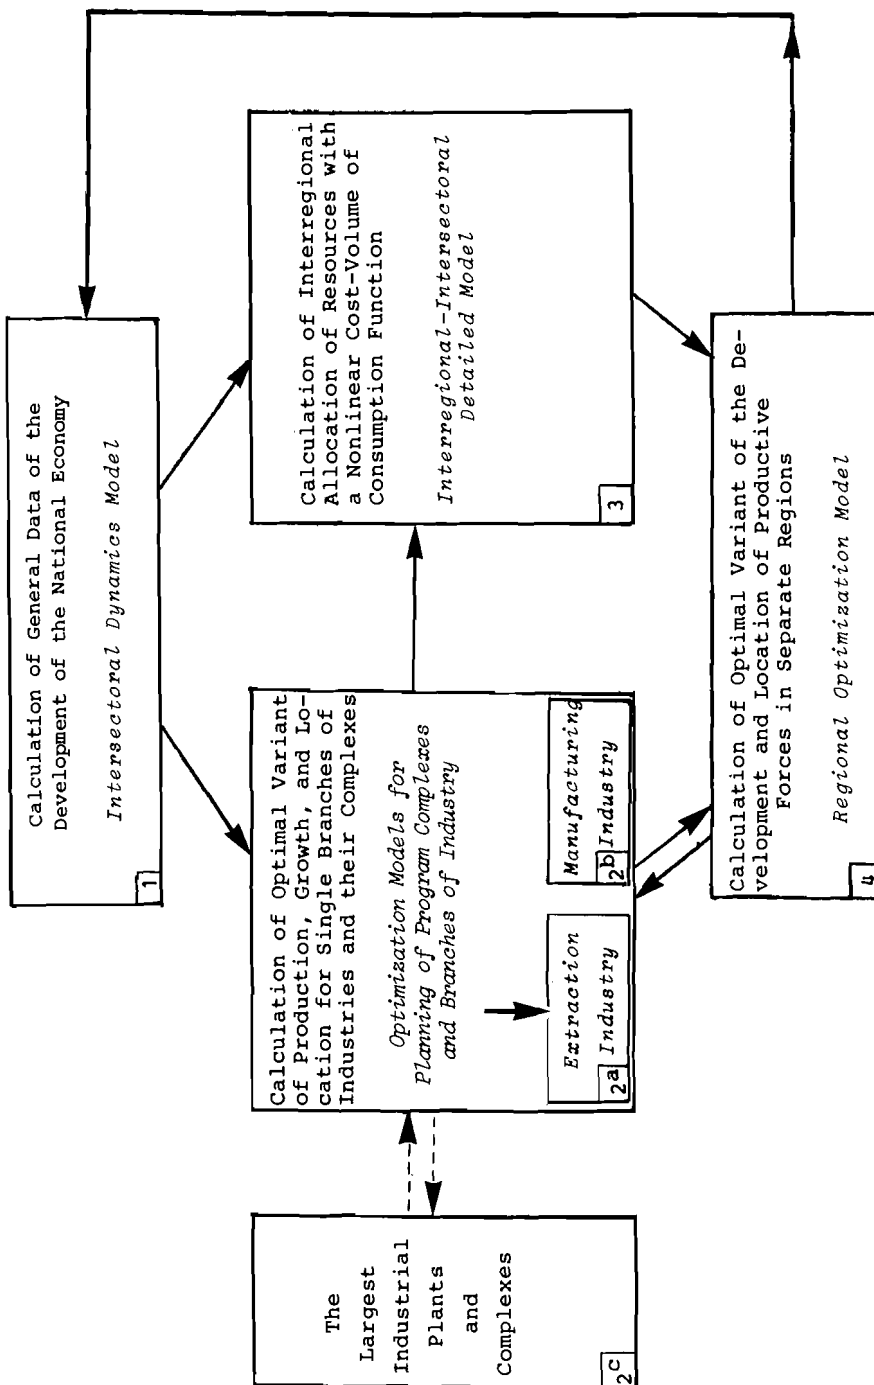 Calculation of General Data of the
Development of the National Economy
Intersectoral Dynamics Model
1
The
Largest
Industrial
Plants
and
Complexes
2c
Calculation of Optimal Variant
of Production, Growth, and Lo-
cation for Single Branches of
Industries and their Complexes
Optimization Models for
Planning of Program Complexes
and Branches of Industry
Extraction
Industry
2a
Manufacturing
Industry
2b
Calculation of Interregional
Allocation of Resources with
a Nonlinear Cost-Volume of
Consumption Function
Interregional-Intersectoral
Detailed Model
3
Calculation of Optimal Variant of the De-
velopment and Location of Productive
Forces in Separate Regions
Regional Optimization Model
4